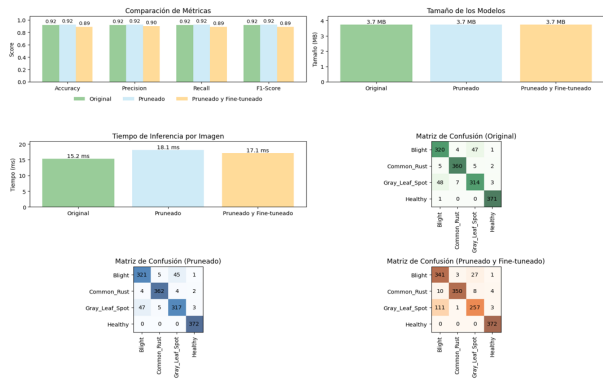 Comparación de Métricas
0.92 0.92 0.89 0.92 0.92 0.90 0.92 0.92 0.89 0.92 0.92 0.89
1.0
0.8
0.6
0.4
0.2
0.0
Score
Accuracy Precision Recall F1-Score
Original Pruneado Pruneado y Fine-tuneado
Tamaño de los Modelos
3.7 MB 3.7 MB 3.7 MB
4
3
2
1
0
Tamaño (MB)
Original Pruneado Pruneado y Fine-tuneado
Tiempo de Inferencia por Imagen
15.2 ms 18.1 ms 17.1 ms
15
10
5
0
Tiempo (ms)
Original Pruneado Pruneado y Fine-tuneado
Matriz de Confusión (Original)
Blight 320 4 47 1
Common_Rust 5 360 5 2
Gray_Leaf_Spot 48 7 314 3
Healthy 1 0 0 371
Blight Common_Rust Gray_Leaf_Spot Healthy
Matriz de Confusión (Pruneado)
Blight 321 5 45 1
Common_Rust 4 362 4 2
Gray_Leaf_Spot 47 5 317 3
Healthy 0 0 0 372
Blight Common_Rust Gray_Leaf_Spot Healthy
Matriz de Confusión (Pruneado y Fine-tuneado)
Blight 341 3 27 1
Common_Rust 10 350 8 4
Gray_Leaf_Spot 111 1 257 3
Healthy 0 0 0 372
Blight Common_Rust Gray_Leaf_Spot Healthy